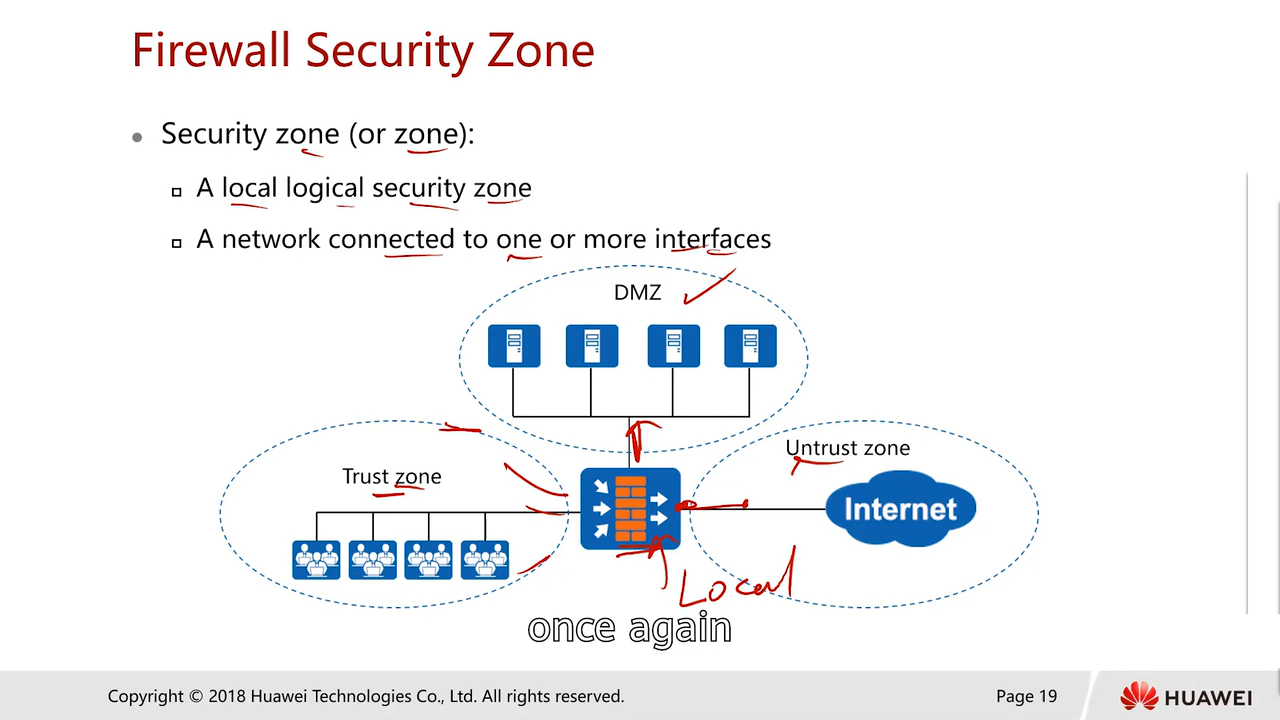 Firewall Security Zone
Security zone (or zone):
A local logical security zone
A network connected to one or more interfaces
DMZ
Trust zone
Untrust zone
Internet
Local
once again
Copyright © 2018 Huawei Technologies Co., Ltd. All rights reserved.
Page 19
HUAWEI